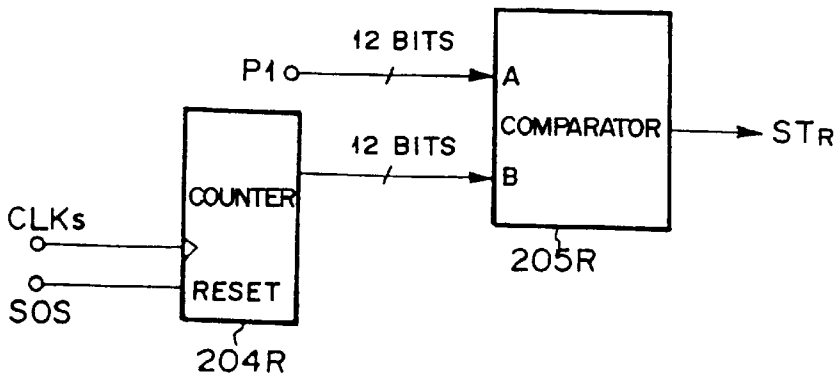 12 BITS
P1
A
COMPARATOR
STR
12 BITS
B
COUNTER
CLKs
RESET
SOS
205R
204R